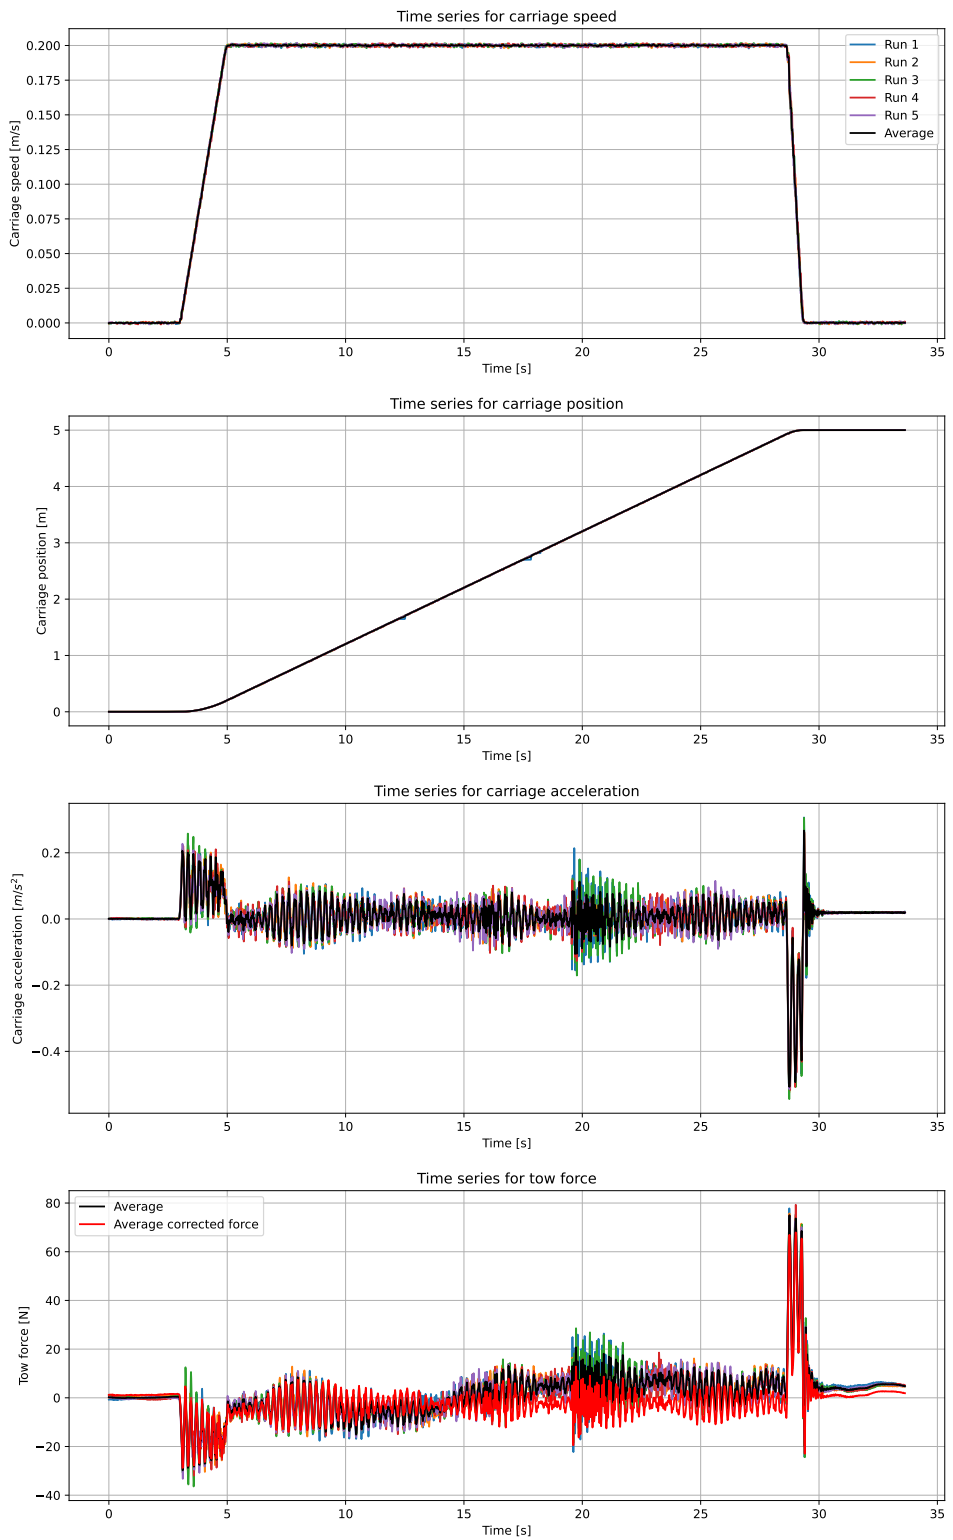 Time series for carriage speed
0.200
0.175
0.150
0.125
0.100
0.075
0.050
0.025
0.000
Carriage speed [m/s]
Run 1
Run 2
Run 3
Run 4
Run 5
Average
0 5 10 15 20 25 30 35
Time [s]
Time series for carriage position
5
4
3
2
1
0
Carriage position [m]
0 5 10 15 20 25 30 35
Time [s]
Time series for carriage acceleration
0.2
0.0
−0.2
−0.4
Carriage acceleration [m/s²]
0 5 10 15 20 25 30 35
Time [s]
Time series for tow force
80
60
40
20
0
−20
−40
Tow force [N]
Average
Average corrected force
0 5 10 15 20 25 30 35
Time [s]